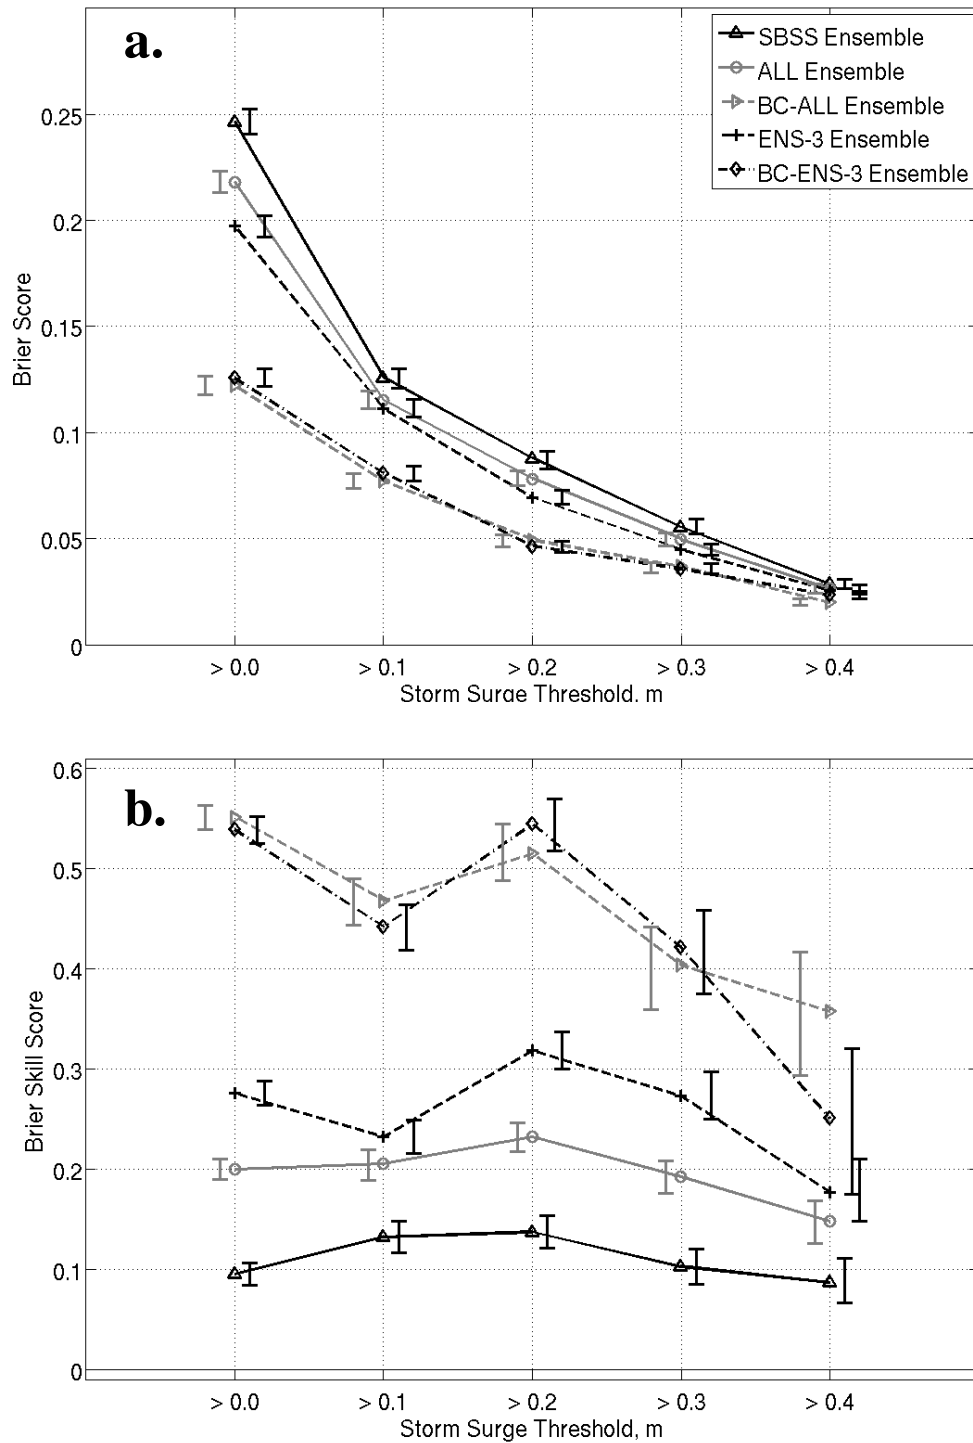 a.
SBSS Ensemble
ALL Ensemble
BC-ALL Ensemble
ENS-3 Ensemble
BC-ENS-3 Ensemble
0.25
0.2
0.15
0.1
0.05
0
Brier Score
> 0.0 > 0.1 > 0.2 > 0.3 > 0.4
Storm Surge Threshold, m
b.
0.6
0.5
0.4
0.3
0.2
0.1
0
Brier Skill Score
> 0.0 > 0.1 > 0.2 > 0.3 > 0.4
Storm Surge Threshold, m